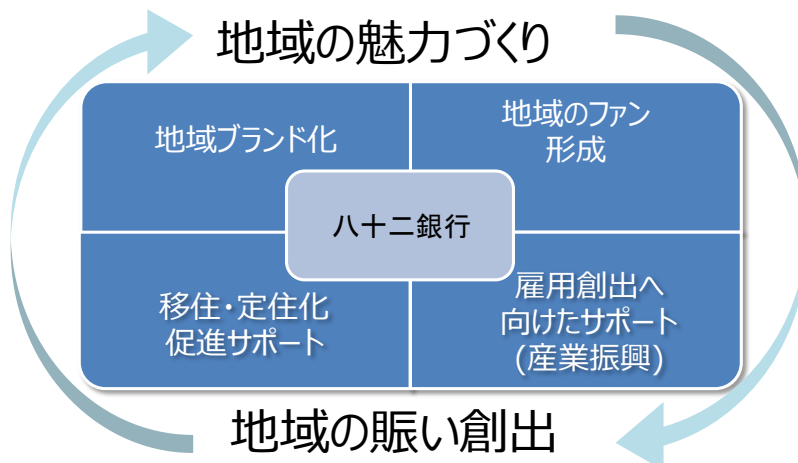 地域の魅力づくり
地域ブランド化
地域のファン
形成
八十二銀行
移住・定住化
促進サポート
雇用創出へ
向けたサポート
(産業振興)
地域の賑い創出